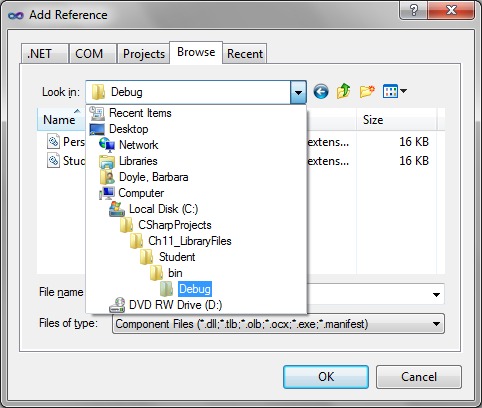 Add Reference
.NET COM Projects Browse Recent
Look in: Debug
Name Size
Pers extens... 16 KB
Stud extens... 16 KB
Recent Items
Desktop
Network
Libraries
Doyle, Barbara
Computer
Local Disk (C:)
CSharpProjects
Ch11_LibraryFiles
Student
bin
Debug
DVD RW Drive (D:)
File name
Files of type: Component Files (*.dll;*.tlb;*.olb;*.ocx;*.exe;*.manifest)
OK Cancel